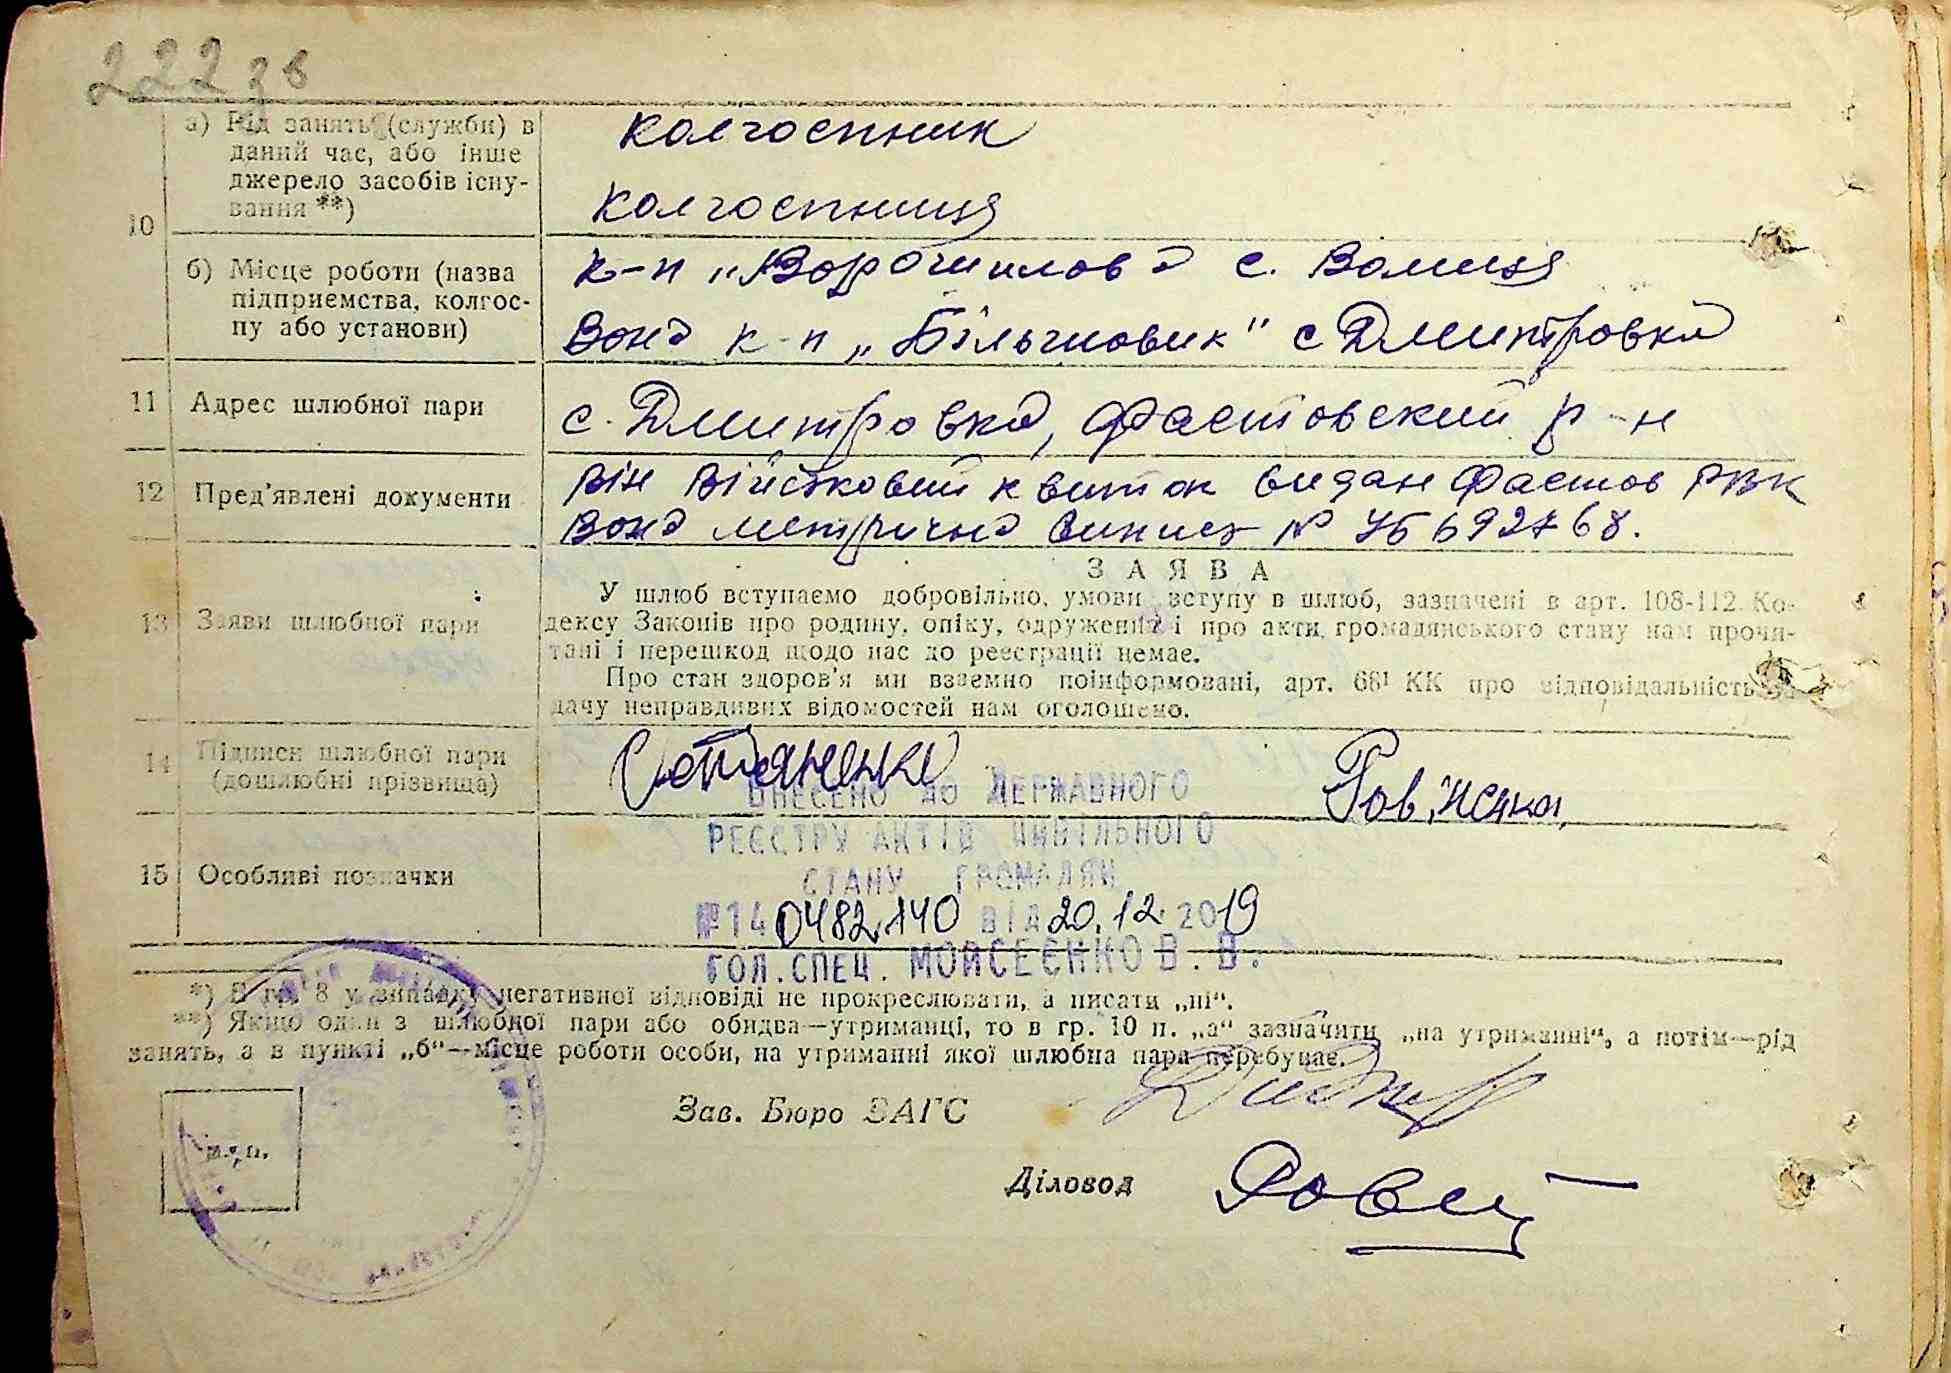 222 зв
10
а) Рід занять (служби) в
даний час, або інше
джерело засобів існу-
вання **)
колгоспник
колгоспниця
б) Місце роботи (назва
підприємства, колгос-
пу або установи)
к-п „Ворошилова с. Волиця
Вона к-п „Більшовик" с Дмитровка
11 Адрес шлюбної пари
с. Дмитровка, Фастовский р-н
12 Пред'явлені документи
Він Військовий квиток видан Фастов РВК
Вона метрична випись №
13 Заяви шлюбної пари
ЗАЯВА
У шлюб вступаємо добровільно, умови вступу в шлюб, зазначені в арт. 108-112 Ко-
дексу Законів про родину, опіку, одруження і про акти громадянського стану нам прочи-
тані і перешкод щодо нас до реєстрації немає.
Про стан здоров'я ми взаємно поінформовані, арт. 68¹ КК про відповідальність за
дачу неправдивих відомостей нам оголошено.
14 Підписи шлюбної пари
(дошлюбні прізвища)
15 Особливі позначки
ВНЕСЕНО ДО ДЕРЖАВНОГО
РЕЄСТРУ АКТІВ ЦИВІЛЬНОГО
СТАНУ ГРОМАДЯН
№ 14 0482140 ВІД 20.12.2019
ГОЛ.СПЕЦ. МОЙСЕЄНКО В.В.
*) В гр. 8 у випадку негативної відповіді не прокреслювати, а писати „ні".
**) Якщо один з шлюбної пари або обидва—утриманці, то в гр. 10 п. „а" зазначити „на утриманні", а потім—рід
занять, а в пункті „б"—місце роботи особи, на утриманні якої шлюбна пара перебуває.
Зав. Бюро ЗАГС
м. п.
Діловод